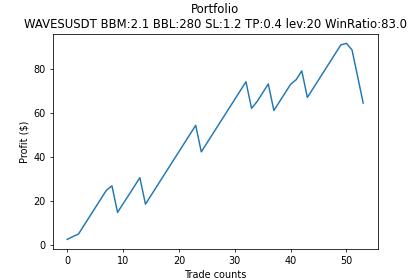 Portfolio
WAVESUSDT BBM:2.1 BBL:280 SL:1.2 TP:0.4 lev:20 WinRatio:83.0
80
60
40
20
0
Profit ($)
0 10 20 30 40 50
Trade counts